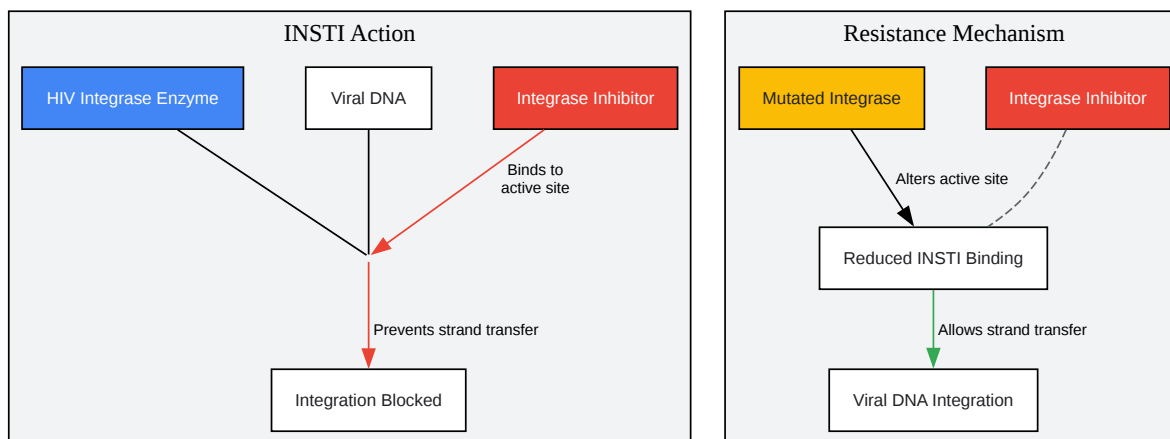 INSTI Action
HIV Integrase Enzyme
Viral DNA
Integrase Inhibitor
Binds to
active site
Prevents strand transfer
Integration Blocked
Resistance Mechanism
Mutated Integrase
Integrase Inhibitor
Alters active site
Reduced INSTI Binding
Allows strand transfer
Viral DNA Integration